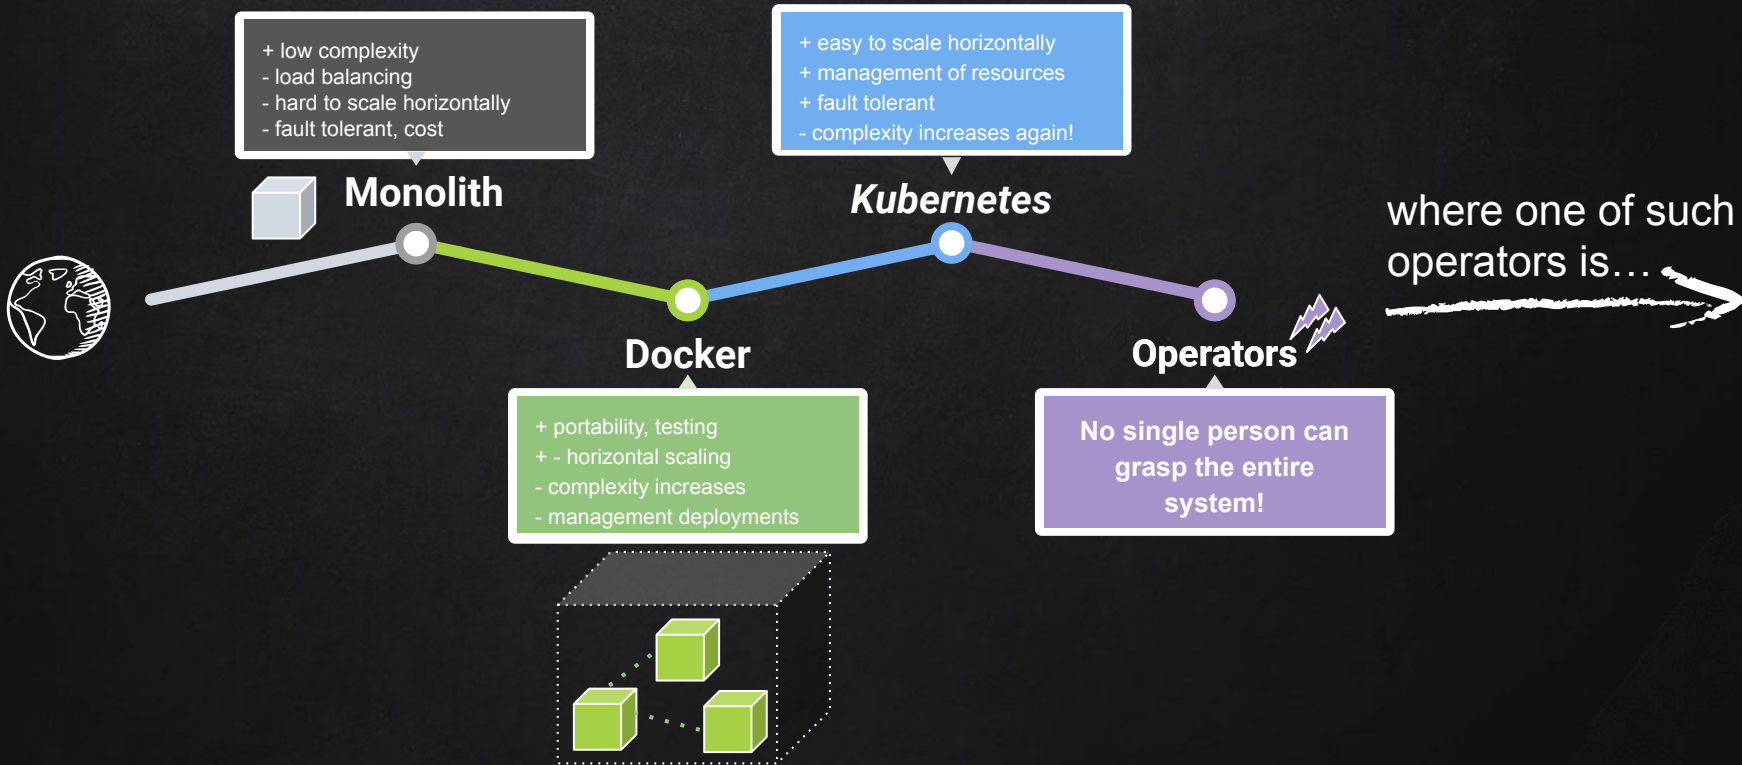 + low complexity
- load balancing
- hard to scale horizontally
- fault tolerant, cost
Monolith
+ easy to scale horizontally
+ management of resources
+ fault tolerant
- complexity increases again!
Kubernetes
where one of such
operators is...
Docker
+ portability, testing
+ - horizontal scaling
- complexity increases
- management deployments
Operators
No single person can
grasp the entire
system!